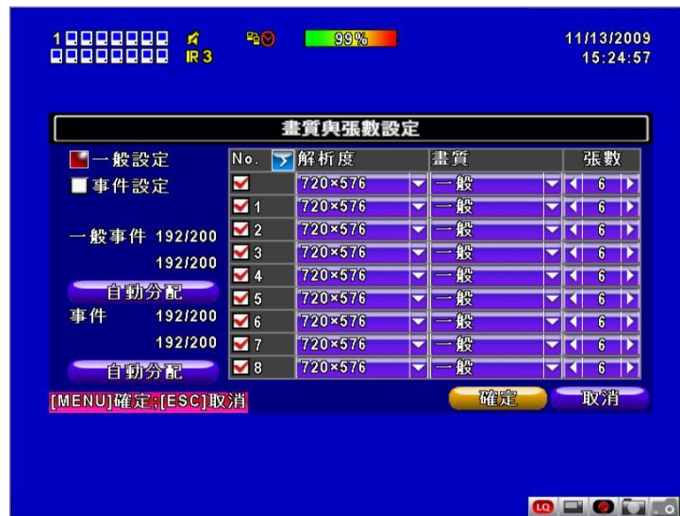 1 99% 11/13/2009
IR 3 15:24:57
畫質與張數設定
一般設定
事件設定
一般事件 192/200
192/200
自動分配
事件 192/200
192/200
自動分配
No. 解析度 畫質 張數
720×576 一般 6
1 720×576 一般 6
2 720×576 一般 6
3 720×576 一般 6
4 720×576 一般 6
5 720×576 一般 6
6 720×576 一般 6
7 720×576 一般 6
8 720×576 一般 6
[MENU]確定;[ESC]取消 確定 取消
LQ